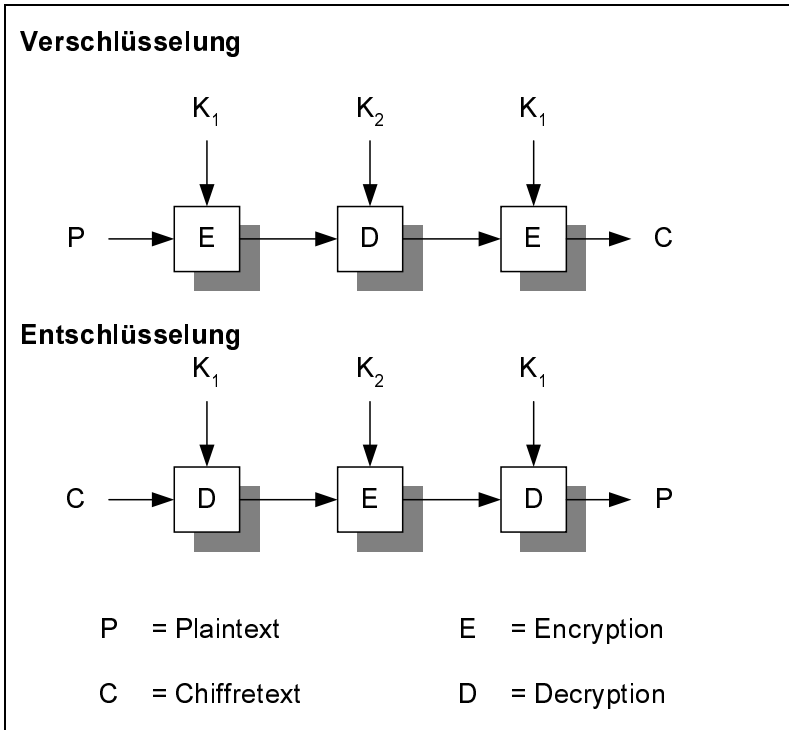 Verschlüsselung
K₁ K₂ K₁
P E D E C
Entschlüsselung
K₁ K₂ K₁
C D E D P
P = Plaintext E = Encryption
C = Chiffretext D = Decryption